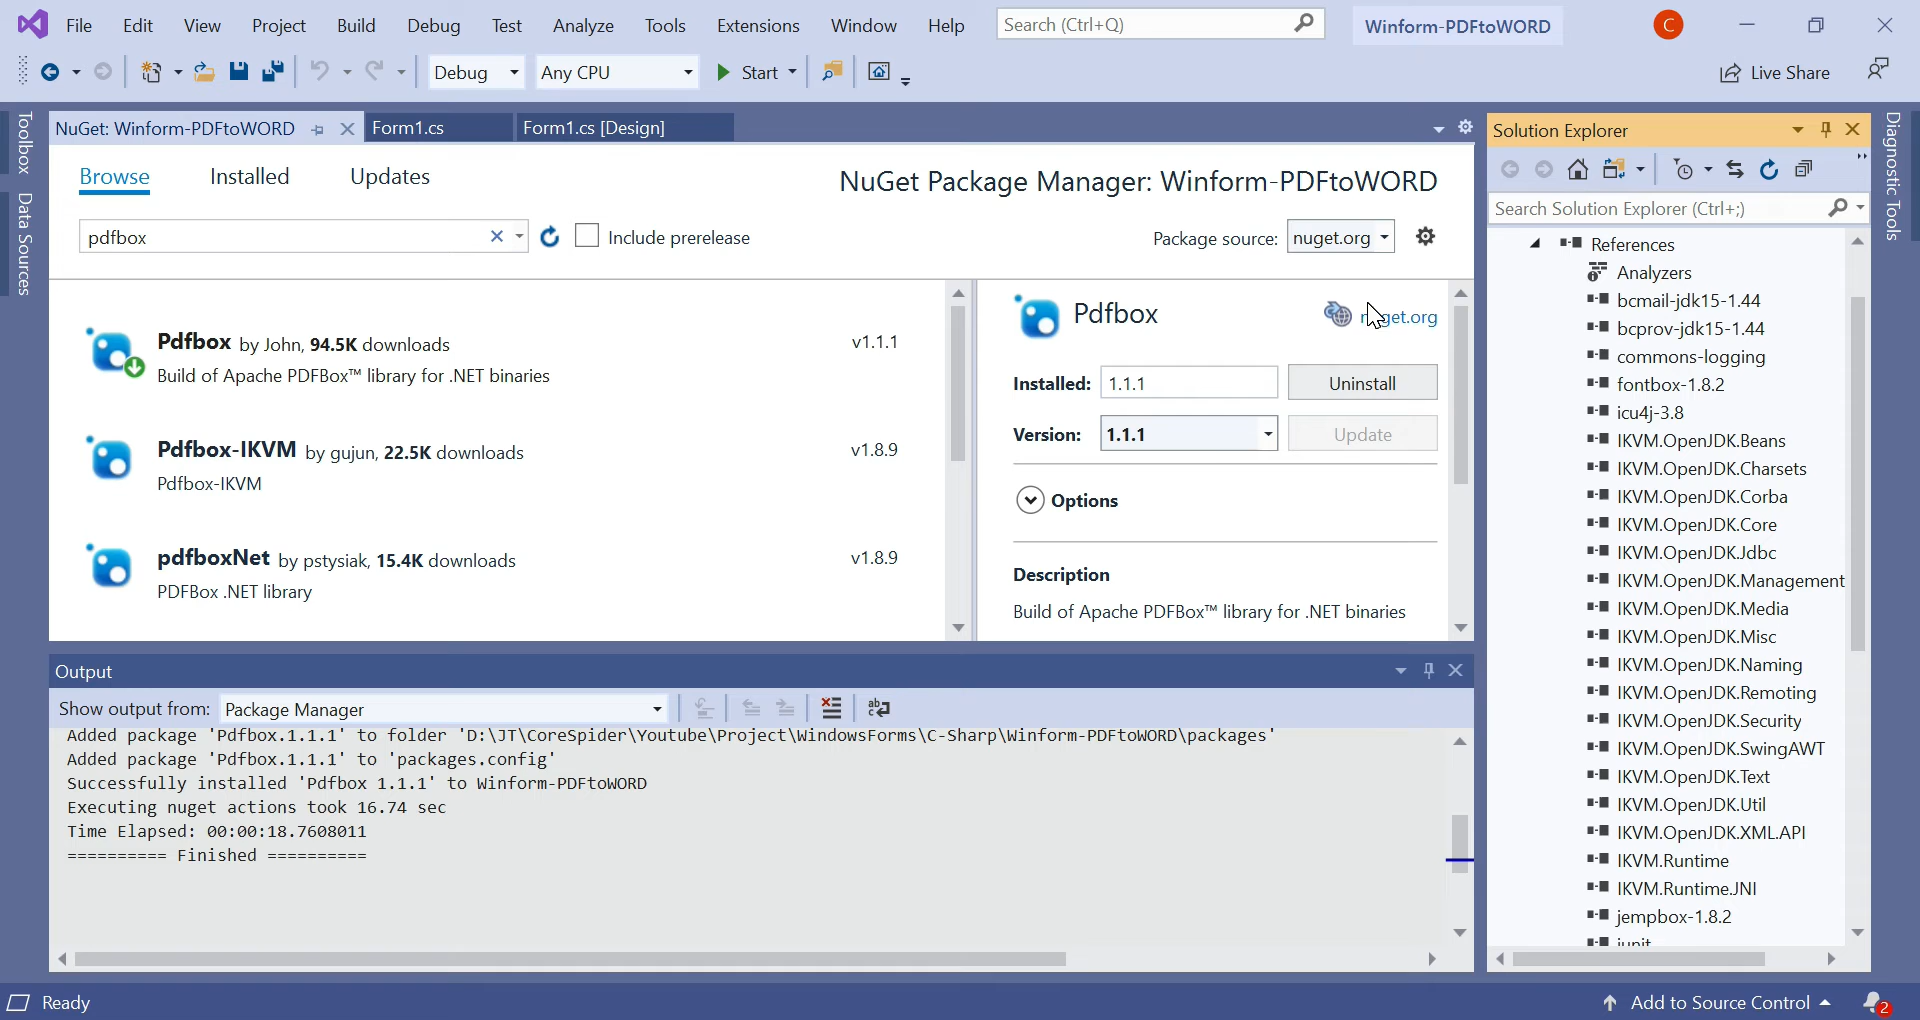 File Edit View Project Build Debug Test Analyze Tools Extensions Window Help Search (Ctrl+Q) Winform-PDFtoWORD C
Debug Any CPU Start Live Share
Toolbox
Data Sources
NuGet: Winform-PDFtoWORD Form1.cs Form1.cs [Design]
Browse Installed Updates NuGet Package Manager: Winform-PDFtoWORD
pdfbox Include prerelease Package source: nuget.org
Pdfbox by John, 94.5K downloads v1.1.1
Build of Apache PDFBox™ library for .NET binaries
Pdfbox-IKVM by gujun, 22.5K downloads v1.8.9
Pdfbox-IKVM
pdfboxNet by pstysiak, 15.4K downloads v1.8.9
PDFBox .NET library
Pdfbox
Installed: 1.1.1 Uninstall
Version: 1.1.1 Update
Options
Description
Build of Apache PDFBox™ library for .NET binaries
Output
Show output from: Package Manager
Added package 'Pdfbox.1.1.1' to folder 'D:\JT\CoreSpider\Youtube\Project\WindowsForms\C-Sharp\Winform-PDFtoWORD\packages'
Added package 'Pdfbox.1.1.1' to 'packages.config'
Successfully installed 'Pdfbox 1.1.1' to Winform-PDFtoWORD
Executing nuget actions took 16.74 sec
Time Elapsed: 00:00:18.7608011
========== Finished ==========
Solution Explorer
Search Solution Explorer (Ctrl+;)
References
Analyzers
bcmail-jdk15-1.44
bcprov-jdk15-1.44
commons-logging
fontbox-1.8.2
icu4j-3.8
IKVM.OpenJDK.Beans
IKVM.OpenJDK.Charsets
IKVM.OpenJDK.Corba
IKVM.OpenJDK.Core
IKVM.OpenJDK.Jdbc
IKVM.OpenJDK.Management
IKVM.OpenJDK.Media
IKVM.OpenJDK.Misc
IKVM.OpenJDK.Naming
IKVM.OpenJDK.Remoting
IKVM.OpenJDK.Security
IKVM.OpenJDK.SwingAWT
IKVM.OpenJDK.Text
IKVM.OpenJDK.Util
IKVM.OpenJDK.XML.API
IKVM.Runtime
IKVM.Runtime.JNI
jempbox-1.8.2
Diagnostic Tools
Ready Add to Source Control 2